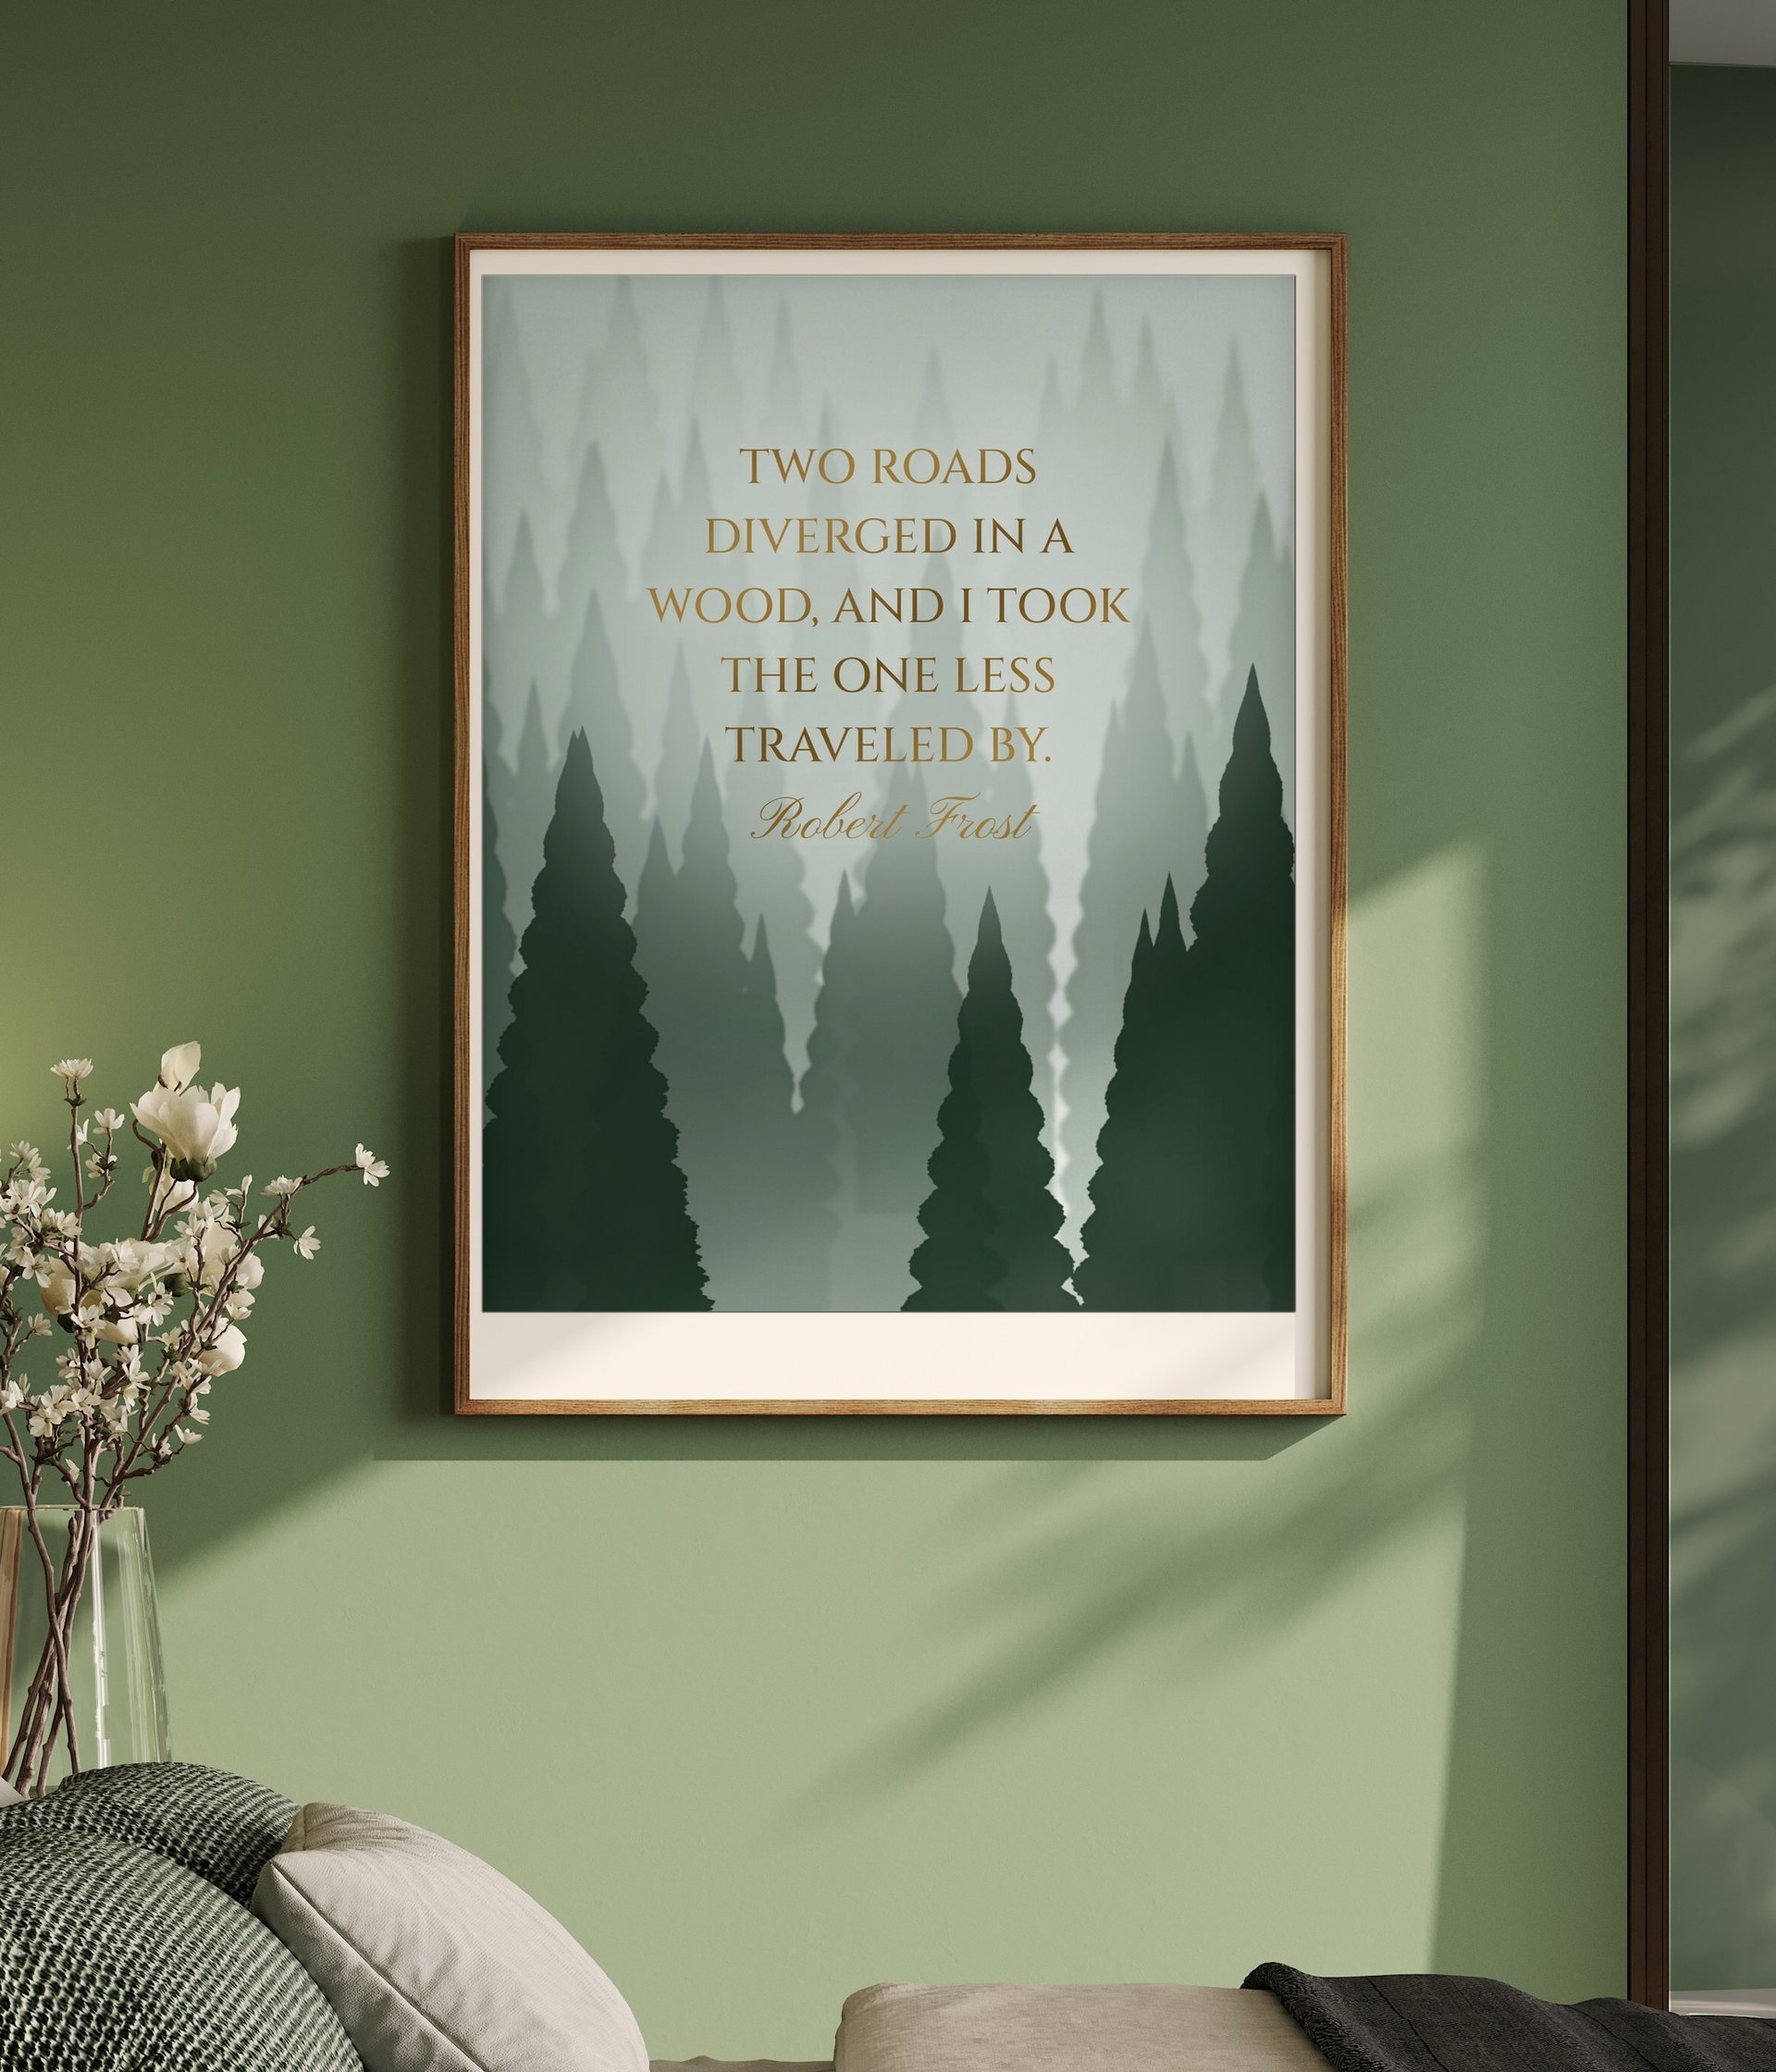 TWO ROADS
DIVERGED IN A
WOOD, AND I TOOK
THE ONE LESS
TRAVELED BY.
Robert Frost